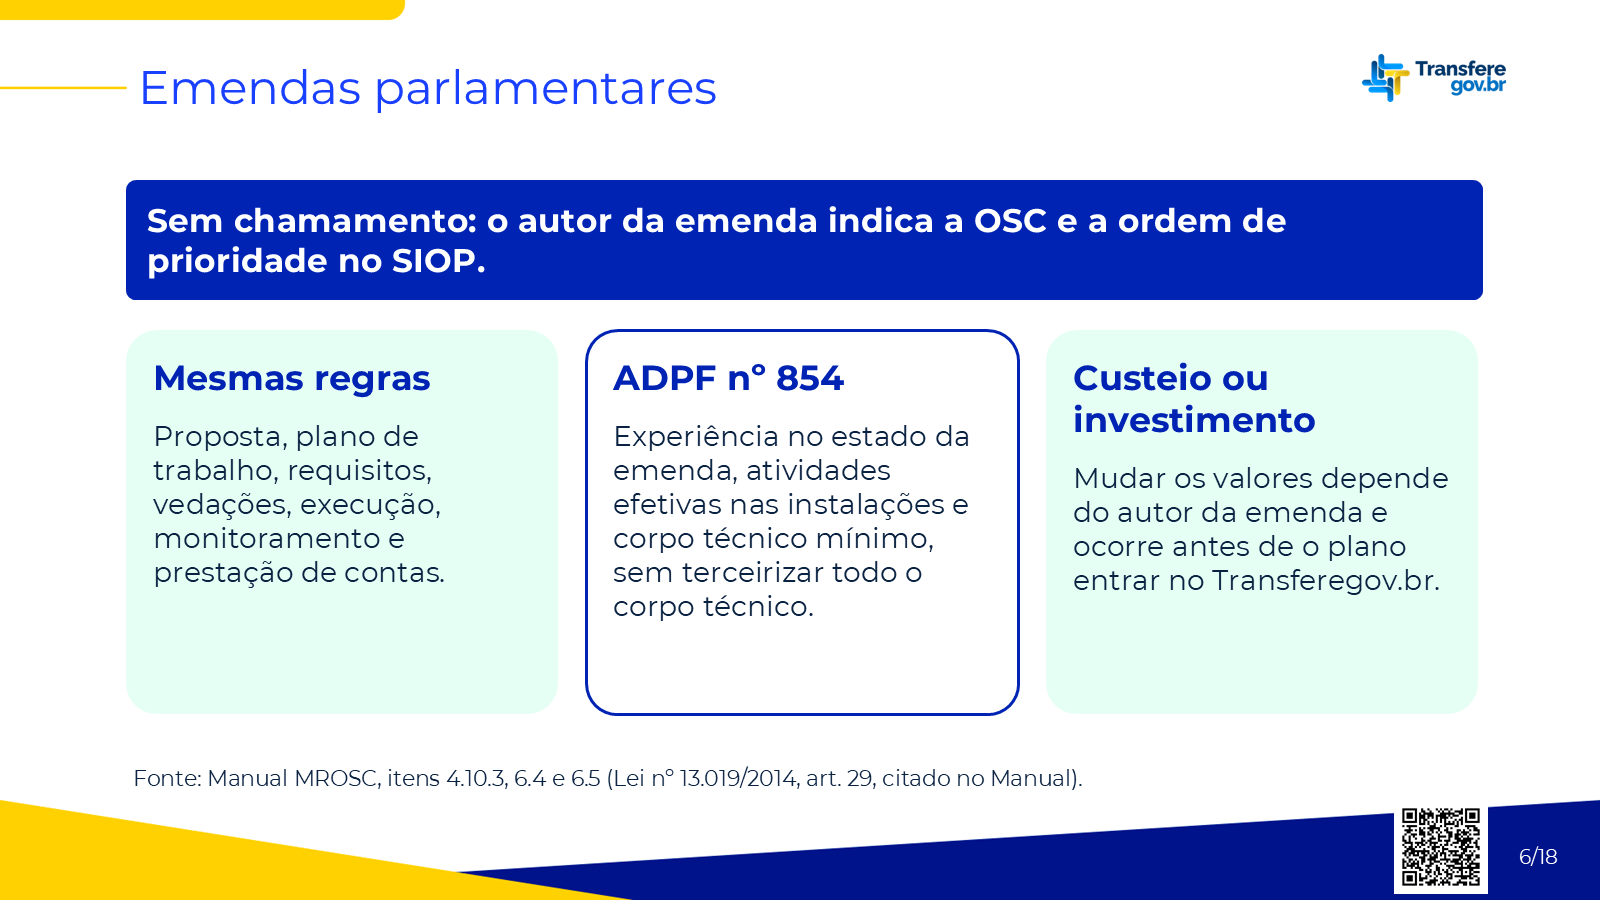 Emendas parlamentares
Transfere
gov.br
Sem chamamento: o autor da emenda indica a OSC e a ordem de
prioridade no SIOP.
Mesmas regras
Proposta, plano de
trabalho, requisitos,
vedações, execução,
monitoramento e
prestação de contas.
ADPF nº 854
Experiência no estado da
emenda, atividades
efetivas nas instalações e
corpo técnico mínimo,
sem terceirizar todo o
corpo técnico.
Custeio ou
investimento
Mudar os valores depende
do autor da emenda e
ocorre antes de o plano
entrar no Transferegov.br.
Fonte: Manual MROSC, itens 4.10.3, 6.4 e 6.5 (Lei nº 13.019/2014, art. 29, citado no Manual).
6/18